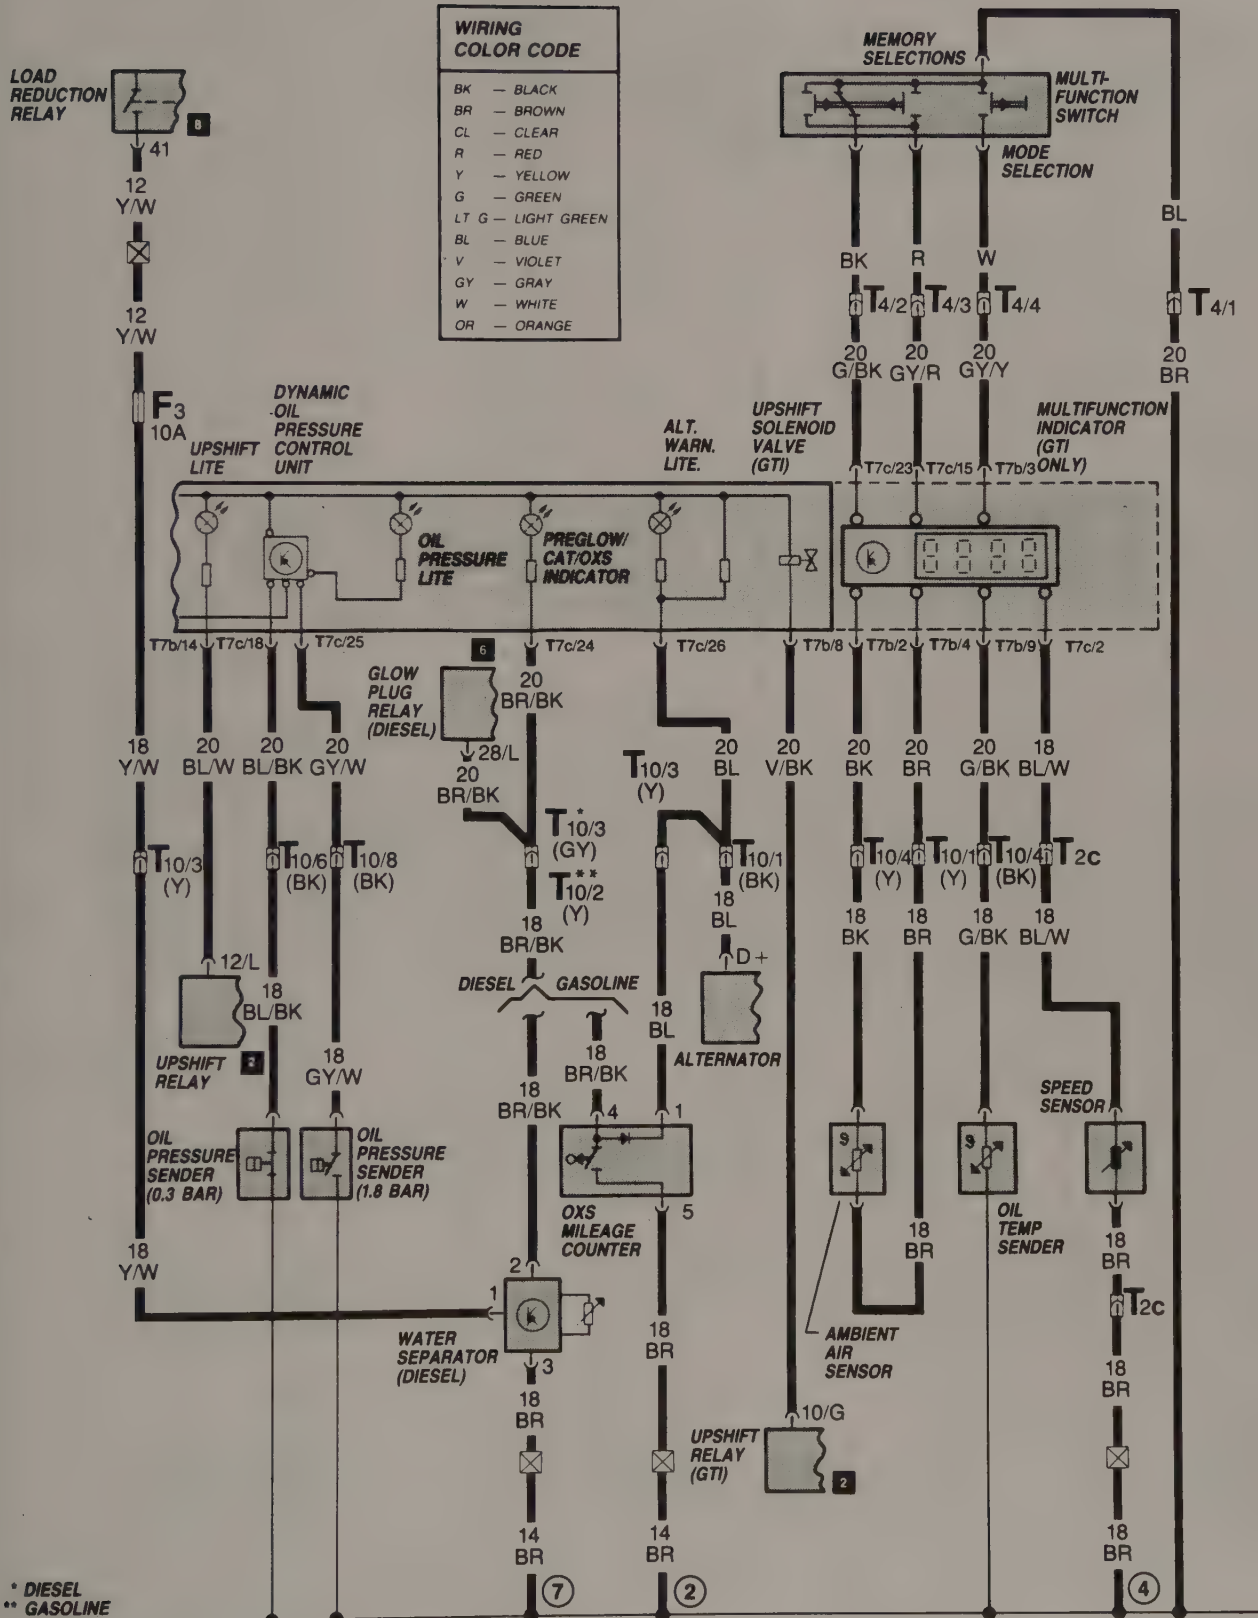 WIRING
COLOR CODE
BK — BLACK
BR — BROWN
CL — CLEAR
R — RED
Y — YELLOW
G — GREEN
LT G — LIGHT GREEN
BL — BLUE
V — VIOLET
GY — GRAY
W — WHITE
OR — ORANGE
LOAD
REDUCTION
RELAY
8
41
12
Y/W
12
Y/W
F3
10A
MEMORY
SELECTIONS
MULTI-
FUNCTION
SWITCH
MODE
SELECTION
BL
BK R W
T4/2 T4/3 T4/4 T4/1
20 20 20 20
G/BK GY/R GY/Y BR
UPSHIFT
LITE
DYNAMIC
OIL
PRESSURE
CONTROL
UNIT
ALT.
WARN.
LITE.
UPSHIFT
SOLENOID
VALVE
(GTI)
MULTIFUNCTION
INDICATOR
(GTI
ONLY)
T7c/23 T7c/15 T7b/3
OIL
PRESSURE
LITE
PREGLOW/
CAT/OXS
INDICATOR
8 8 8 8
T7b/14 T7c/18 T7c/25 T7c/24 T7c/26 T7b/8 T7b/2 T7b/4 T7b/9 T7c/2
GLOW
PLUG
RELAY
(DIESEL)
6
28/L
20
BR/BK
20
BR/BK
18 20 20 20 20 20 20 20 20 18
Y/W BL/W BL/BK GY/W BL V/BK BK BR G/BK BL/W
T10/3
(Y)
T10/3
(Y)
T10/6
(BK)
T10/8
(BK)
T*10/3
(GY)
T**10/2
(Y)
T10/1
(BK)
T10/4
(Y)
T10/1
(Y)
T10/4
(BK)
T2c
18
BR/BK
18
BL
18 18 18 18
BK BR G/BK BL/W
12/L
UPSHIFT
RELAY
18
BL/BK
18
GY/W
DIESEL GASOLINE
18
BR/BK
18
BR/BK
18
BL
D+
ALTERNATOR
SPEED
SENSOR
4 1
5
OIL
PRESSURE
SENDER
(0.3 BAR)
OIL
PRESSURE
SENDER
(1.8 BAR)
OXS
MILEAGE
COUNTER
OIL
TEMP
SENDER
18
BR
18
BR
T2c
18
Y/W
2
1
3
WATER
SEPARATOR
(DIESEL)
18
BR
18
BR
AMBIENT
AIR
SENSOR
18
BR
10/G
UPSHIFT
RELAY
(GTI)
2
14
BR
14
BR
18
BR
7 2 4
* DIESEL
** GASOLINE